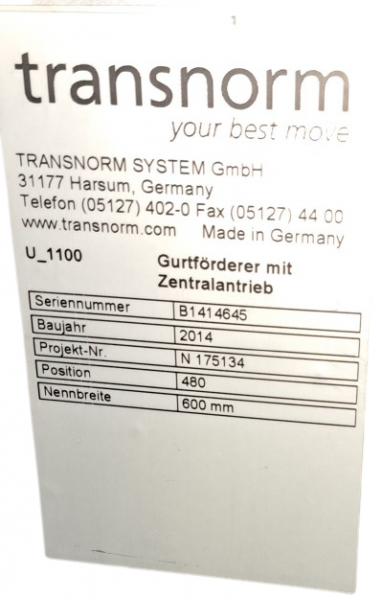 transnorm
your best move
TRANSNORM SYSTEM GmbH
31177 Harsum, Germany
Telefon (05127) 402-0 Fax (05127) 44 00
www.transnorm.com Made in Germany
U_1100 Gurtförderer mit
Zentralantrieb
Seriennummer B1414645
Baujahr 2014
Projekt-Nr. N 175134
Position 480
Nennbreite 600 mm